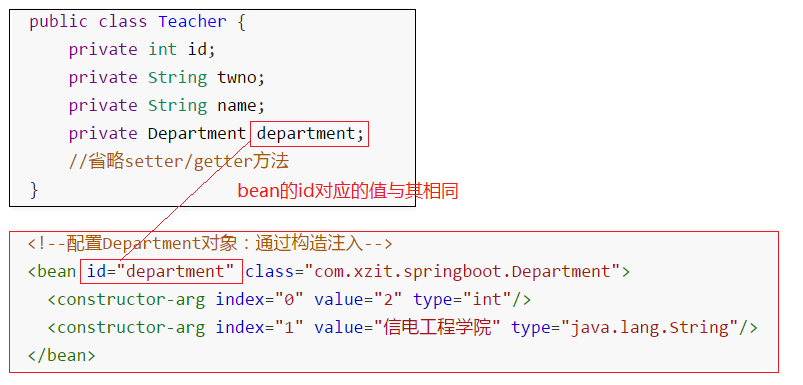 public class Teacher {
    private int id;
    private String twno;
    private String name;
    private Department department;
    //省略setter/getter方法
}
bean的id对应的值与其相同
<!--配置Department对象：通过构造注入-->
<bean id="department" class="com.xzit.springboot.Department">
  <constructor-arg index="0" value="2" type="int"/>
  <constructor-arg index="1" value="信电工程学院" type="java.lang.String"/>
</bean>